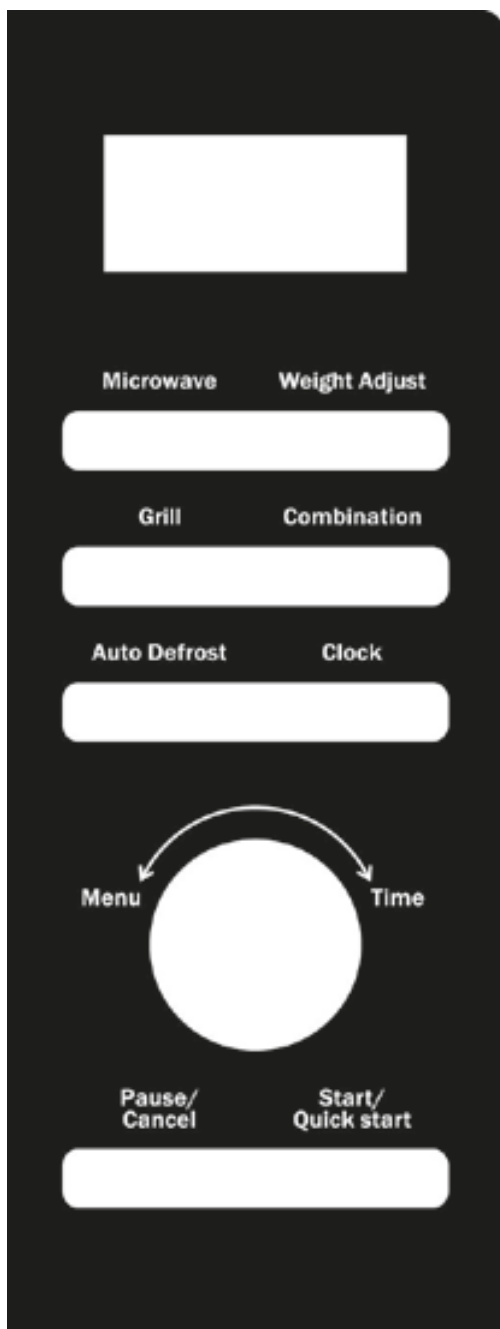 Microwave Weight Adjust
Grill Combination
Auto Defrost Clock
Menu Time
Pause/ Start/
Cancel Quick start